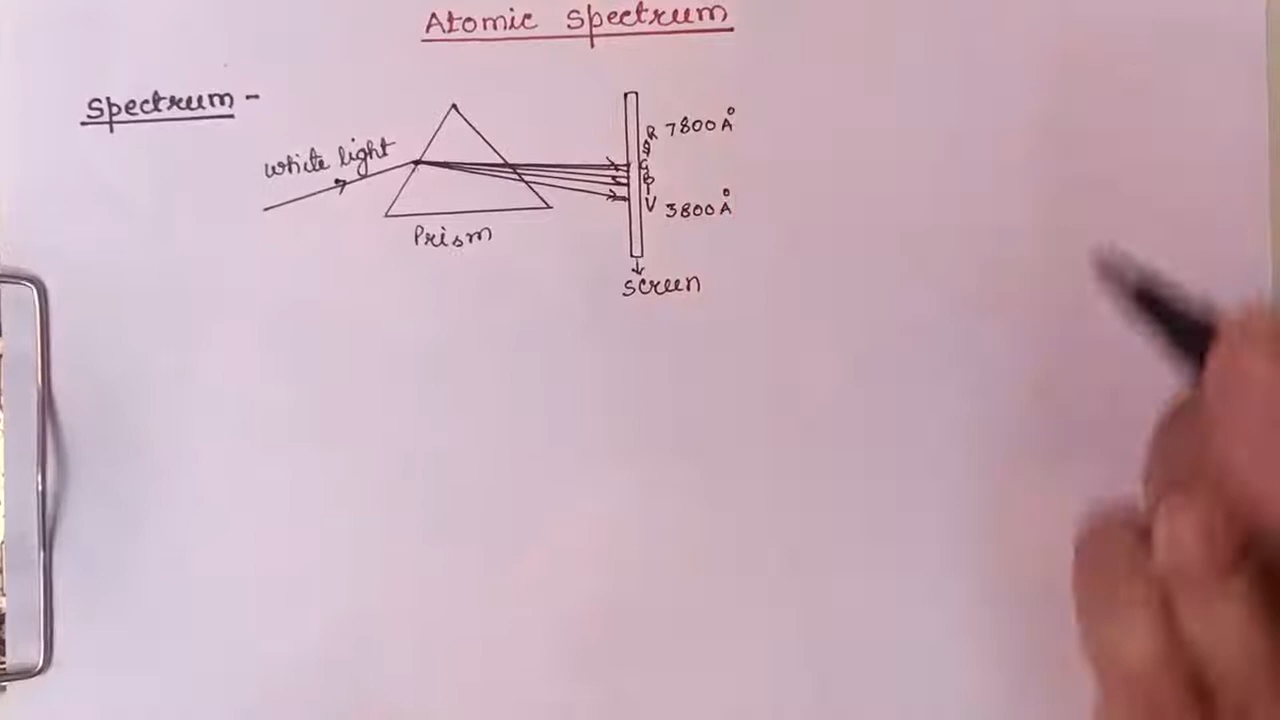 Atomic spectrum
Spectrum -
white light
R 7800 Å
G
B
I
V 3800 Å
Prism
screen